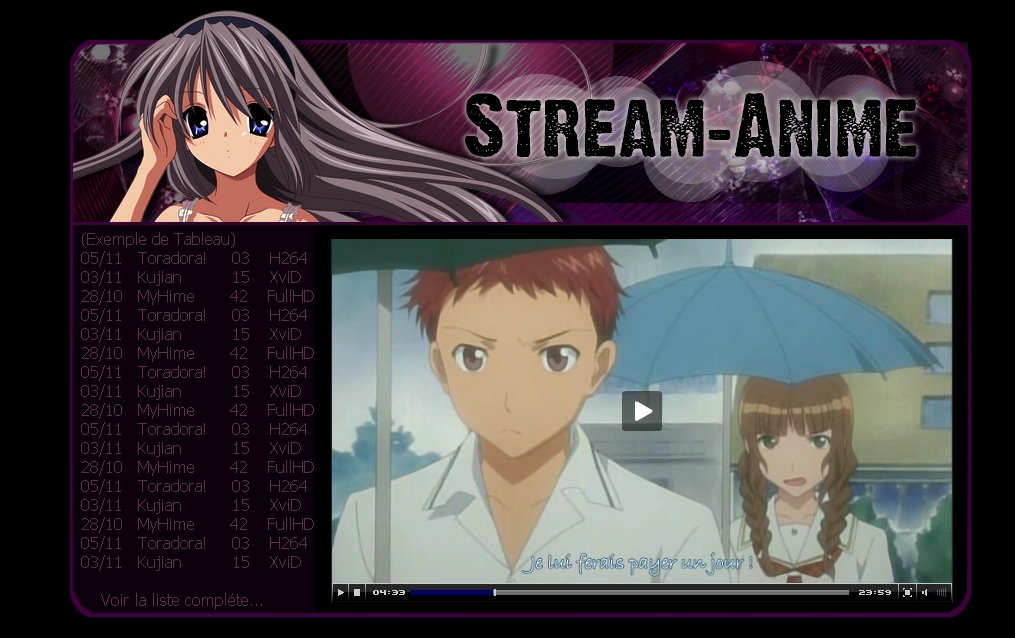 STREAM-ANIME
(Exemple de Tableau)
05/11 Toradora! 03 H264
03/11 Kujian 15 XviD
28/10 MyHime 42 FullHD
05/11 Toradora! 03 H264
03/11 Kujian 15 XviD
28/10 MyHime 42 FullHD
05/11 Toradora! 03 H264
03/11 Kujian 15 XviD
28/10 MyHime 42 FullHD
05/11 Toradora! 03 H264
03/11 Kujian 15 XviD
28/10 MyHime 42 FullHD
05/11 Toradora! 03 H264
03/11 Kujian 15 XviD
28/10 MyHime 42 FullHD
05/11 Toradora! 03 H264
03/11 Kujian 15 XviD
Voir la liste compléte...
je lui ferais payer un jour !
04:33 23:59